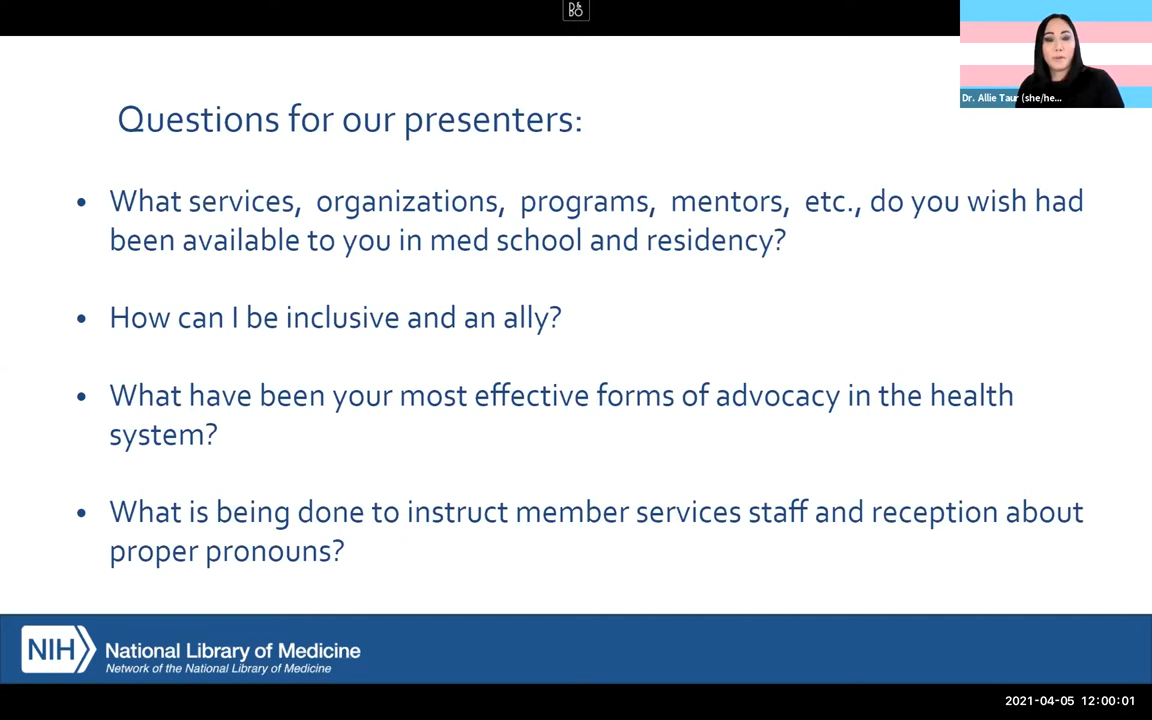 B&
BO
Dr. Allie Taur (she/he...
Questions for our presenters:
• What services, organizations, programs, mentors, etc., do you wish had
been available to you in med school and residency?
• How can I be inclusive and an ally?
• What have been your most effective forms of advocacy in the health
system?
• What is being done to instruct member services staff and reception about
proper pronouns?
NIH National Library of Medicine
Network of the National Library of Medicine
2021-04-05 12:00:01